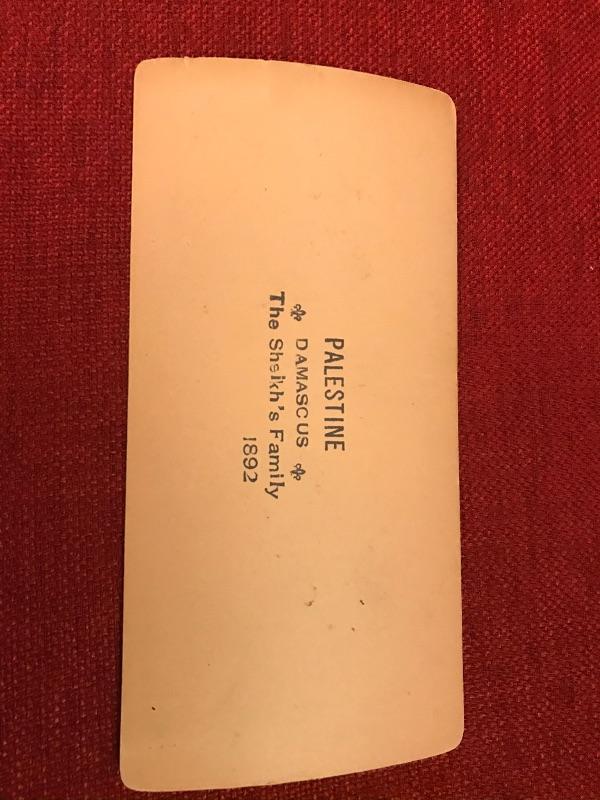 PALESTINE
DAMASCUS
The Sheikh's Family
1892